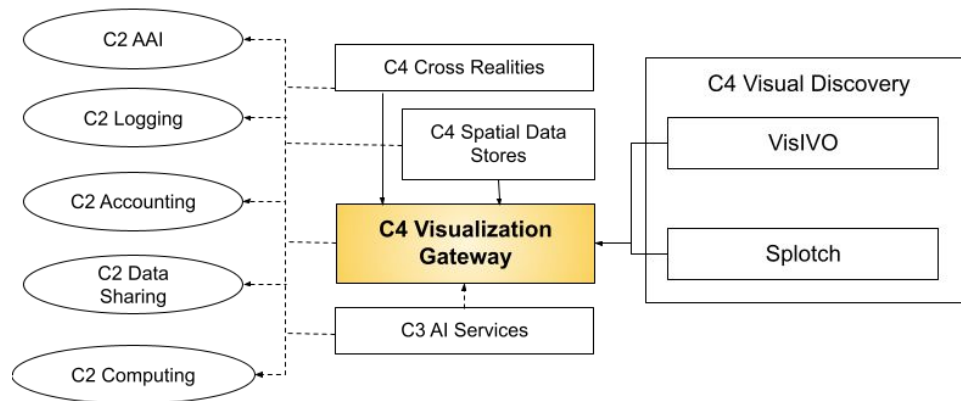 C2 AAI
C2 Logging
C2 Accounting
C2 Data
Sharing
C2 Computing
C4 Cross Realities
C4 Spatial Data
Stores
C4 Visualization
Gateway
C3 AI Services
C4 Visual Discovery
VisIVO
Splotch